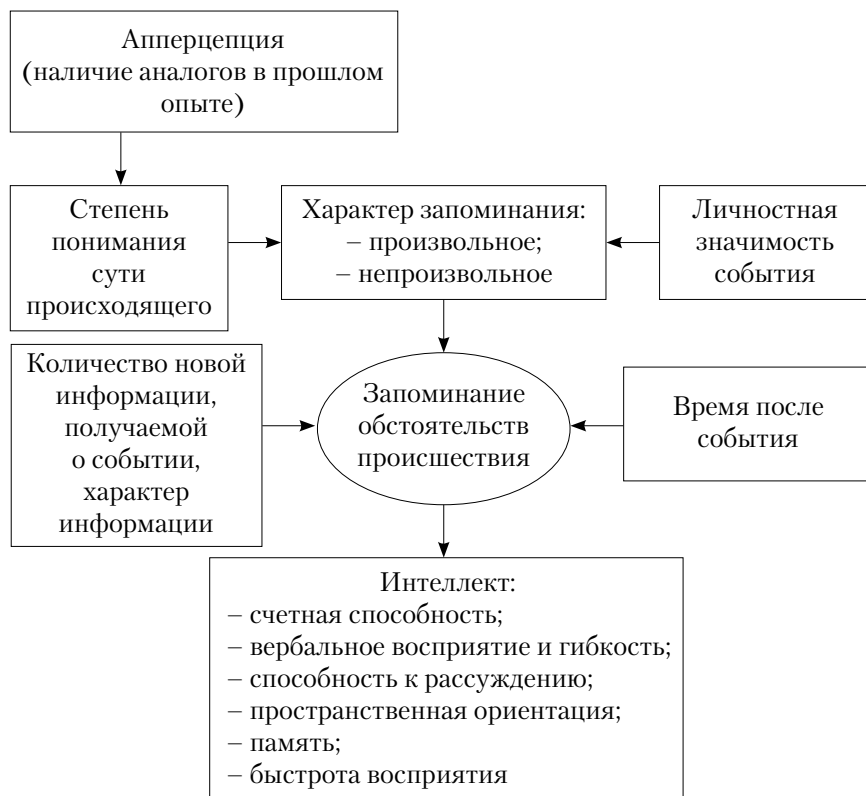 Апперцепция
(наличие аналогов в прошлом
опыте)
Степень
понимания
сути
происходящего
Характер запоминания:
– произвольное;
– непроизвольное
Личностная
значимость
события
Количество новой
информации,
получаемой
о событии,
характер
информации
Запоминание
обстоятельств
происшествия
Время после
события
Интеллект:
– счетная способность;
– вербальное восприятие и гибкость;
– способность к рассуждению;
– пространственная ориентация;
– память;
– быстрота восприятия